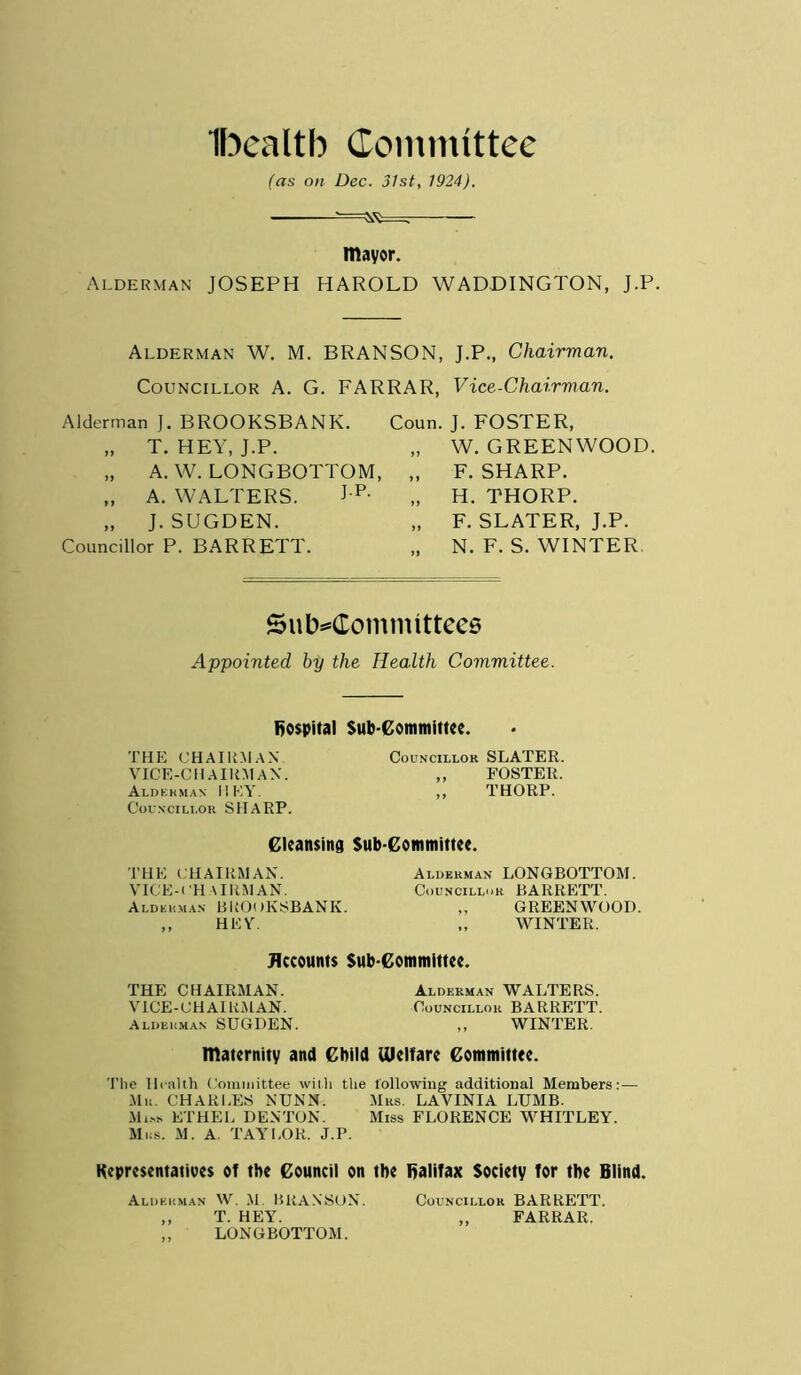 Health Committee
(as on Dec. 31st, 1924).
Mayor.
Alderman JOSEPH HAROLD WADDINGTON, J.P.
Alderman W. M. BRANSON, J.P., Chairman.
Councillor A. G. FARRAR, Vice-Chairman.
Alderman J. BROOKSBANK. Coun. J. FOSTER,
„ T. HEY, J.P. „ W. GREENWOOD.
„ A. W. LONGBOTTOM, „ F. SHARP.
„ A. WALTERS. J.P. „ H. THORP.
„ J. SUGDEN. „ F. SLATER, J.P.
Councillor P. BARRETT. „ N. F. S. WINTER.
Sub-Committees
Appointed by the Health Committee.
Hospital Sub-Committee.
THE CHAIRMAN. Councillor SLATER.
VICE-CHAIRMAN. ,, FOSTER.
Alderman HEY. ,, THORP.
Councillor SHARP.
Cleansing Sub-Committee.
THE CHAIRMAN. Alderman LONGBOTTOM.
VICE-CHAIRMAN. Councillor BARRETT.
Alderman BROOKSBANK. ,, GREENWOOD.
,, HEY. ,, WINTER.
Accounts Sub-Committee.
THE CHAIRMAN. Alderman WALTERS.
VICE-CHAIRMAN. Councillor BARRETT.
Alderman SUGDEN. ,, WINTER.
Maternity and Child Welfare Committee.
The Health Committee with the following additional Members:—
Mr. CHARLES NUNN. Mrs. LAVINIA LUMB.
Miss ETHEL DENTON. Miss FLORENCE WHITLEY.
Mrs. M. A. TAYLOR. J.P.
Representatives of the Council on the Halifax Society for the Blind.
Alderman W. M. BRANSON. Councillor BARRETT.
,, T. HEY. ,, FARRAR.
,, LONGBOTTOM.